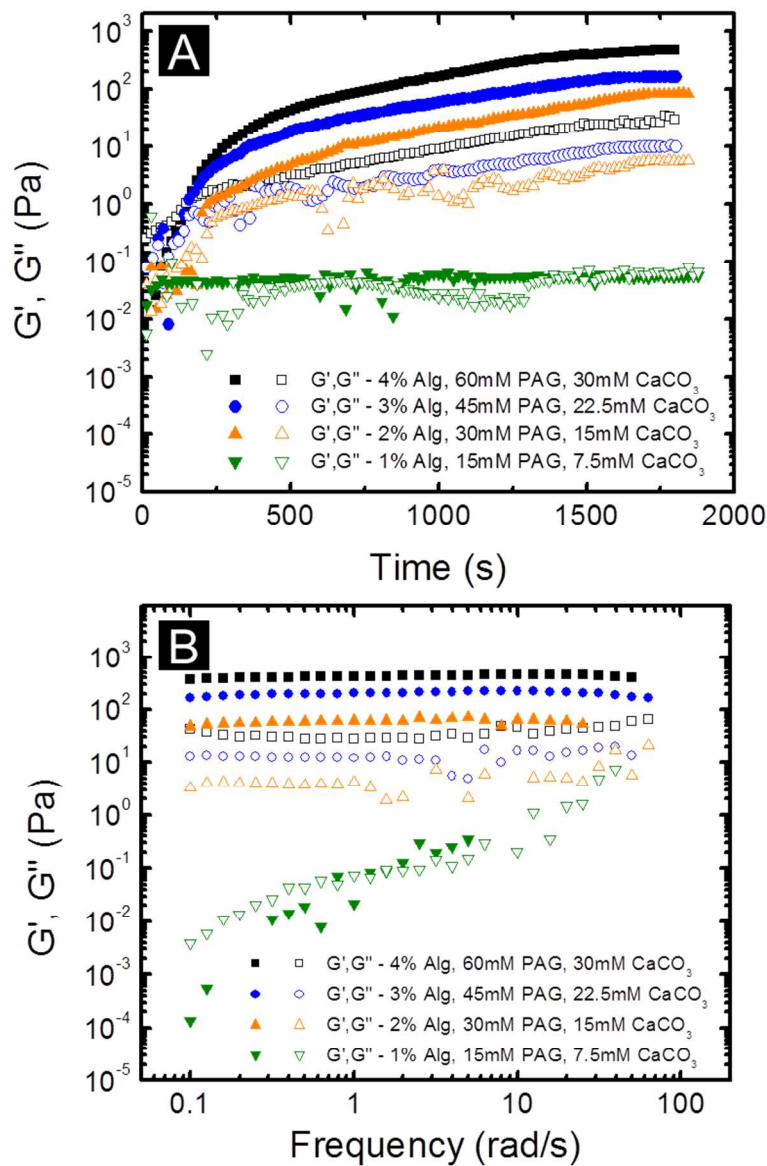 A
G', G" (Pa)
10³
10²
10¹
10⁰
10⁻¹
10⁻²
10⁻³
10⁻⁴
10⁻⁵
G',G" - 4% Alg, 60mM PAG, 30mM CaCO₃
G',G" - 3% Alg, 45mM PAG, 22.5mM CaCO₃
G',G" - 2% Alg, 30mM PAG, 15mM CaCO₃
G',G" - 1% Alg, 15mM PAG, 7.5mM CaCO₃
0 500 1000 1500 2000
Time (s)
B
G', G" (Pa)
10³
10²
10¹
10⁰
10⁻¹
10⁻²
10⁻³
10⁻⁴
10⁻⁵
G',G" - 4% Alg, 60mM PAG, 30mM CaCO₃
G',G" - 3% Alg, 45mM PAG, 22.5mM CaCO₃
G',G" - 2% Alg, 30mM PAG, 15mM CaCO₃
G',G" - 1% Alg, 15mM PAG, 7.5mM CaCO₃
0.1 1 10 100
Frequency (rad/s)